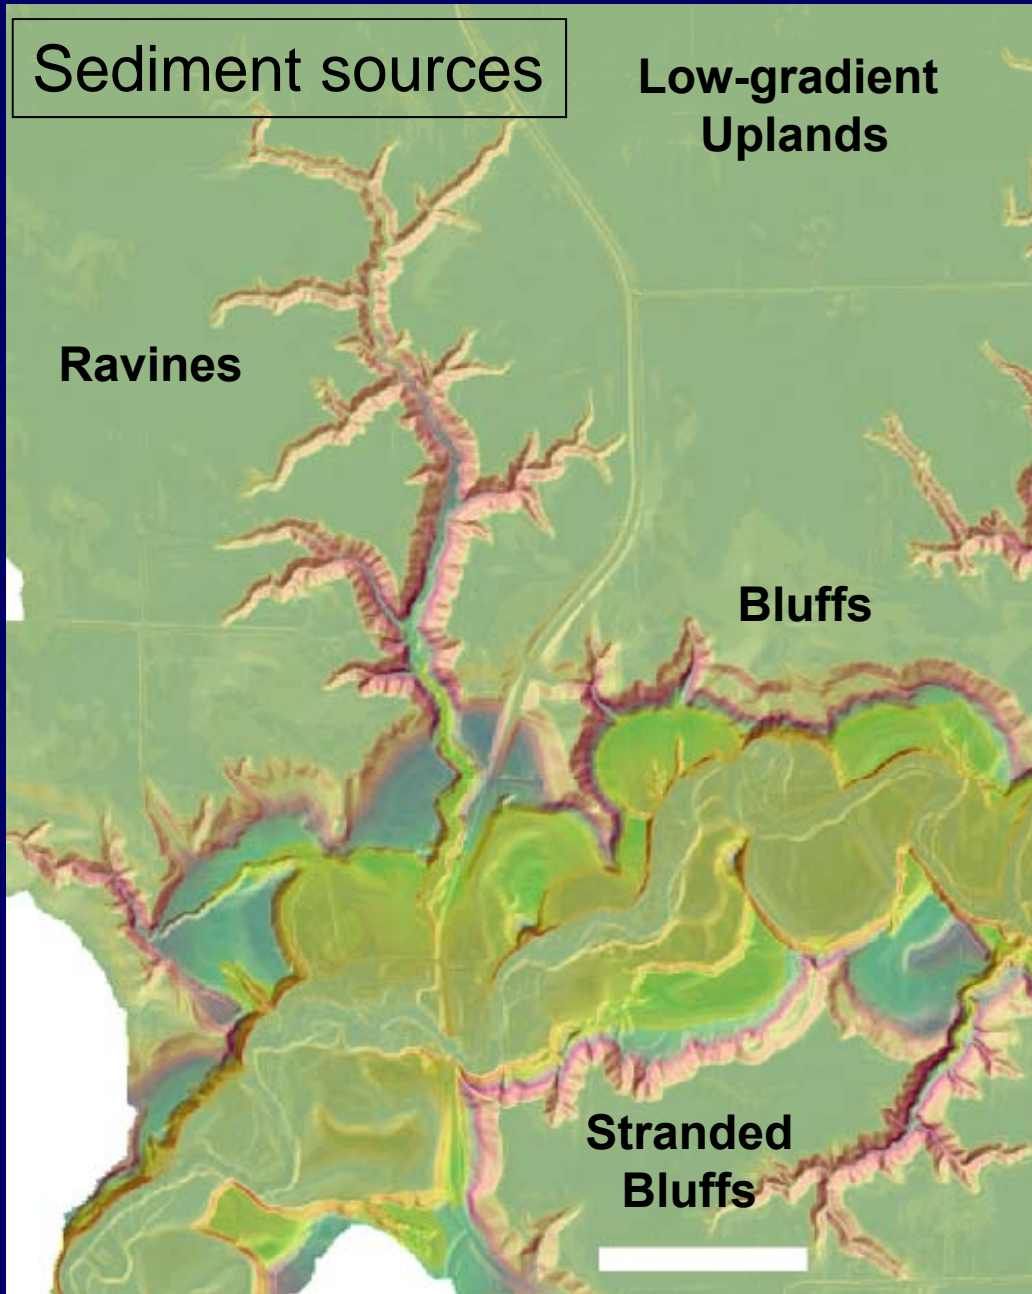 Sediment sources
Low-gradient
Uplands
Ravines
Bluffs
Stranded
Bluffs